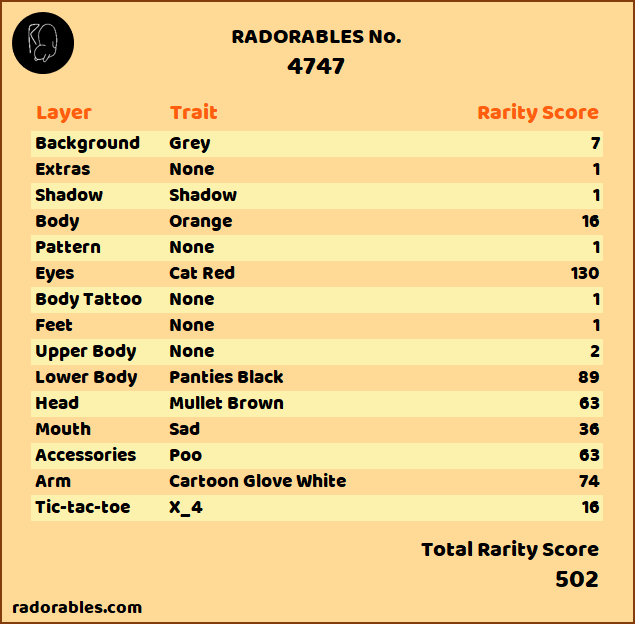 RADORABLES No.
4747
Layer Trait Rarity Score
Background Grey 7
Extras None 1
Shadow Shadow 1
Body Orange 16
Pattern None 1
Eyes Cat Red 130
Body Tattoo None 1
Feet None 1
Upper Body None 2
Lower Body Panties Black 89
Head Mullet Brown 63
Mouth Sad 36
Accessories Poo 63
Arm Cartoon Glove White 74
Tic-tac-toe X_4 16
Total Rarity Score
502
radorables.com